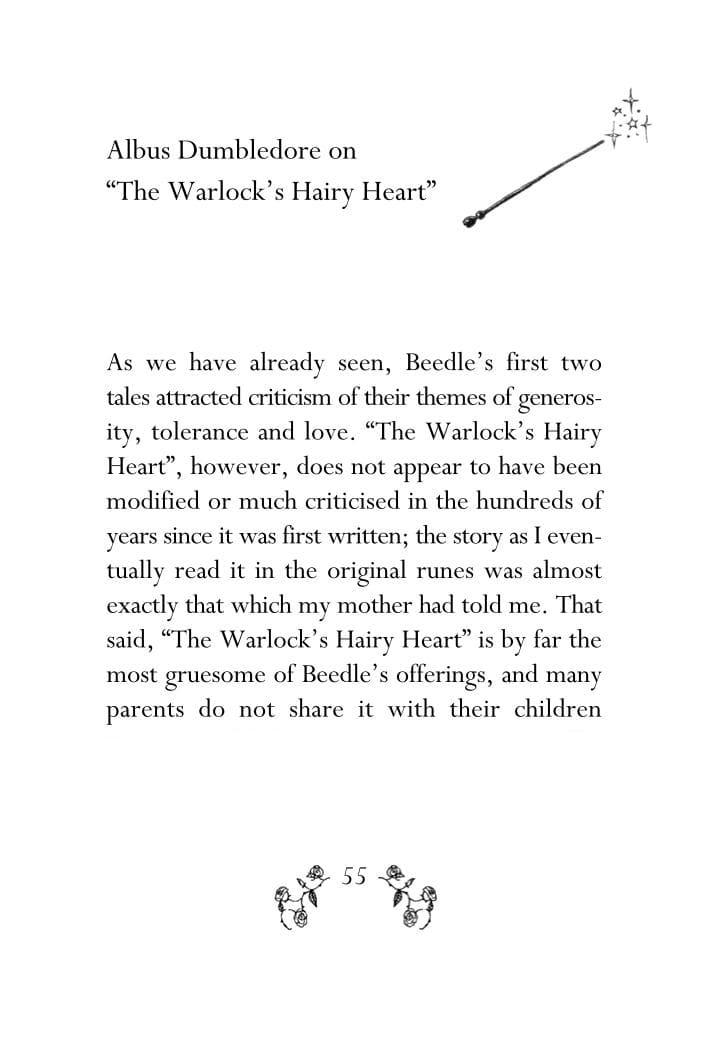 Albus Dumbledore on
“The Warlock’s Hairy Heart”
As we have already seen, Beedle’s first two
tales attracted criticism of their themes of generos-
ity, tolerance and love. “The Warlock’s Hairy
Heart”, however, does not appear to have been
modified or much criticised in the hundreds of
years since it was first written; the story as I even-
tually read it in the original runes was almost
exactly that which my mother had told me. That
said, “The Warlock’s Hairy Heart” is by far the
most gruesome of Beedle’s offerings, and many
parents do not share it with their children
55